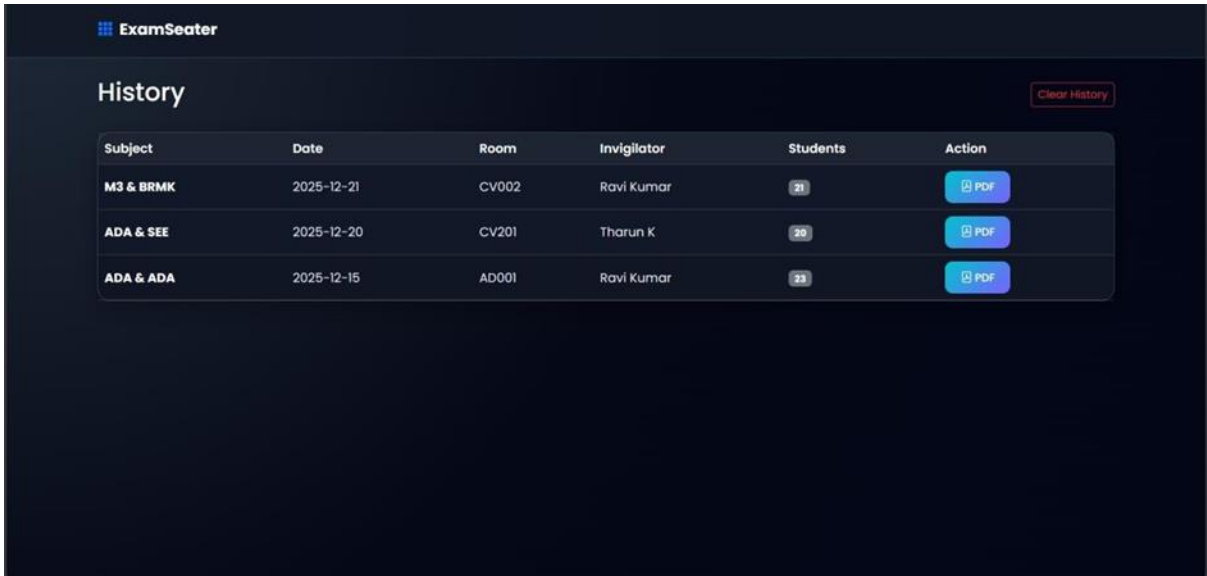 ExamSeater
History
Clear History
Subject Date Room Invigilator Students Action
M3 & BRMK 2025-12-21 CV002 Ravi Kumar 21 PDF
ADA & SEE 2025-12-20 CV201 Tharun K 20 PDF
ADA & ADA 2025-12-15 AD001 Ravi Kumar 23 PDF